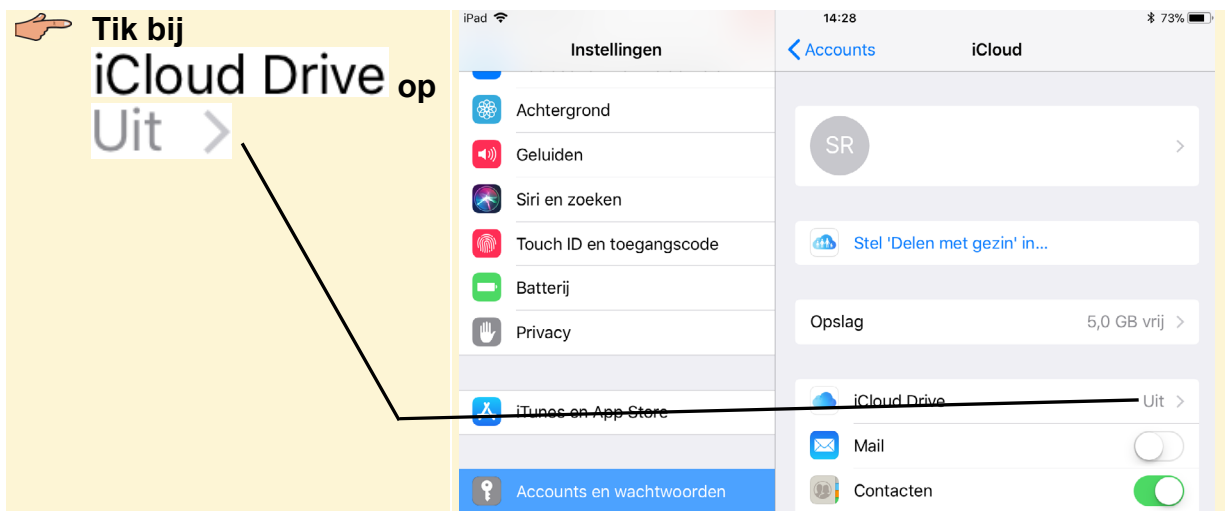 Tik bij
iCloud Drive op
Uit >
iPad 14:28 73%
Instellingen
Achtergrond
Geluiden
Siri en zoeken
Touch ID en toegangscode
Batterij
Privacy
iTunes en App Store
Accounts en wachtwoorden
Accounts iCloud
SR
Stel 'Delen met gezin' in...
Opslag 5,0 GB vrij
iCloud Drive Uit
Mail
Contacten